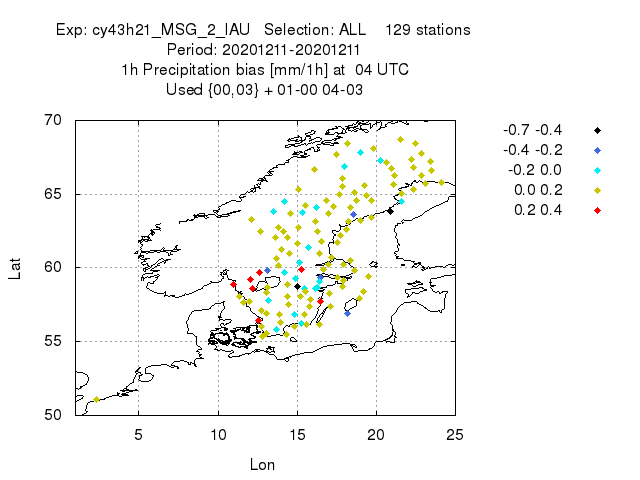 Exp: cy43h21_MSG_2_IAU   Selection: ALL    129 stations
Period: 20201211-20201211
1h Precipitation bias [mm/1h] at  04 UTC
Used {00,03} + 01-00 04-03
-0.7 -0.4
-0.4 -0.2
-0.2 0.0
0.0 0.2
0.2 0.4
70
65
60
55
50
Lat
5 10 15 20 25
Lon